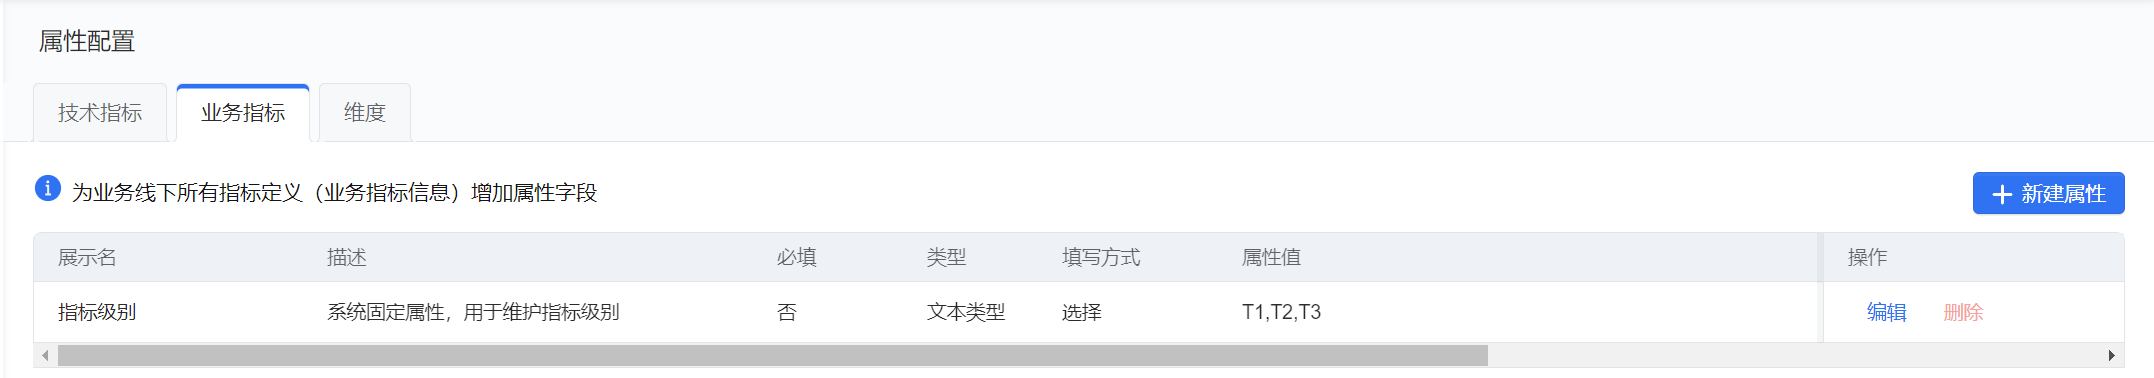 属性配置
技术指标 业务指标 维度
为业务线下所有指标定义（业务指标信息）增加属性字段 新建属性
展示名 描述 必填 类型 填写方式 属性值 操作
指标级别 系统固定属性，用于维护指标级别 否 文本类型 选择 T1,T2,T3 编辑 删除